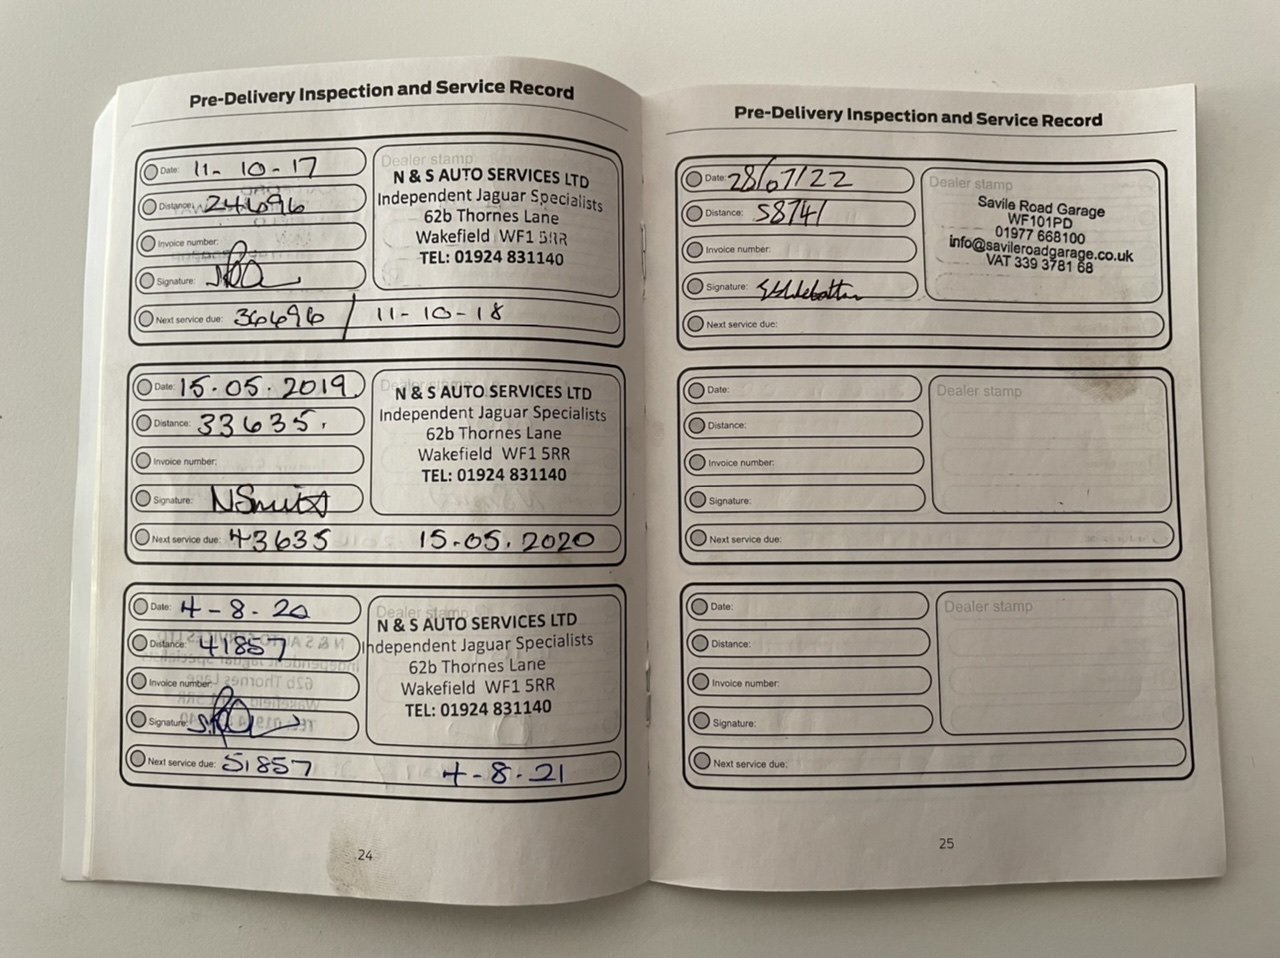 Pre-Delivery Inspection and Service Record
Date: 11-10-17
Distance: 24696
Invoice number:
Signature:
Next service due: 36696 / 11-10-18
Dealer stamp
N & S AUTO SERVICES LTD
Independent Jaguar Specialists
62b Thornes Lane
Wakefield WF1 5RR
TEL: 01924 831140
Date: 15.05.2019
Distance: 33635.
Invoice number:
Signature: NSmith
Next service due: 43635 15.05.2020
Dealer stamp
N & S AUTO SERVICES LTD
Independent Jaguar Specialists
62b Thornes Lane
Wakefield WF1 5RR
TEL: 01924 831140
Date: 4-8-20
Distance: 41857
Invoice number:
Signature:
Next service due: 51857 4-8-21
Dealer stamp
N & S AUTO SERVICES LTD
Independent Jaguar Specialists
62b Thornes Lane
Wakefield WF1 5RR
TEL: 01924 831140
24
Pre-Delivery Inspection and Service Record
Date: 28/07/22
Distance: 58741
Invoice number:
Signature:
Next service due:
Dealer stamp
Savile Road Garage
WF101PD
01977 668100
info@savileroadgarage.co.uk
VAT 339 3781 68
Date:
Distance:
Invoice number:
Signature:
Next service due:
Dealer stamp
Date:
Distance:
Invoice number:
Signature:
Next service due:
Dealer stamp
25